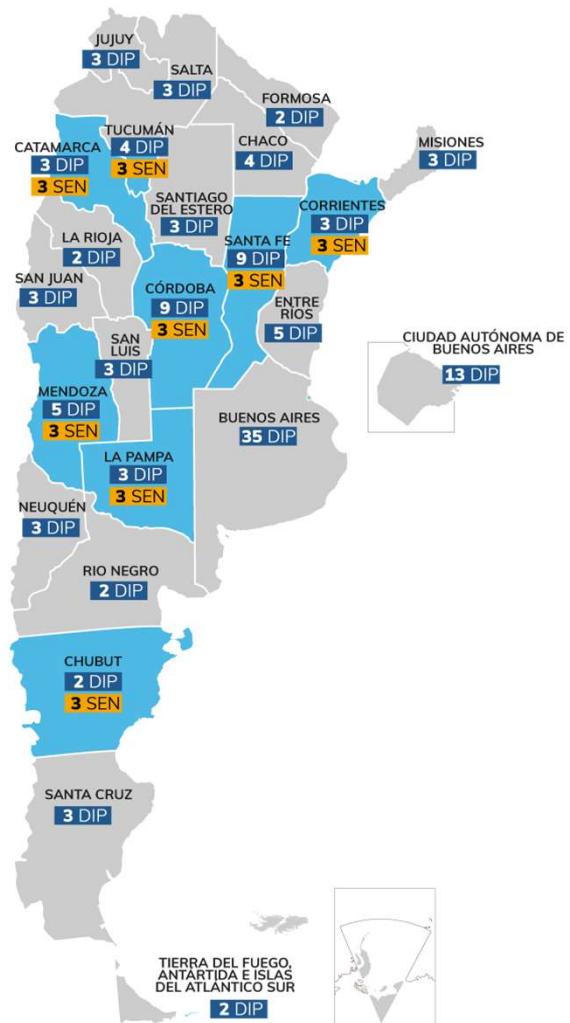 JUJUY
3 DIP
SALTA
3 DIP
FORMOSA
2 DIP
TUCUMÁN
4 DIP
3 SEN
CATAMARCA
3 DIP
3 SEN
CHACO
4 DIP
MISIONES
3 DIP
SANTIAGO
DEL ESTERO
3 DIP
CORRIENTES
3 DIP
3 SEN
LA RIOJA
2 DIP
SANTA FE
9 DIP
3 SEN
SAN JUAN
3 DIP
CÓRDOBA
9 DIP
3 SEN
ENTRE
RÍOS
5 DIP
SAN
LUIS
3 DIP
CIUDAD AUTÓNOMA DE
BUENOS AIRES
13 DIP
MENDOZA
5 DIP
3 SEN
BUENOS AIRES
35 DIP
LA PAMPA
3 DIP
3 SEN
NEUQUÉN
3 DIP
RIO NEGRO
2 DIP
CHUBUT
2 DIP
3 SEN
SANTA CRUZ
3 DIP
TIERRA DEL FUEGO,
ANTÁRTIDA E ISLAS
DEL ATLÁNTICO SUR
2 DIP